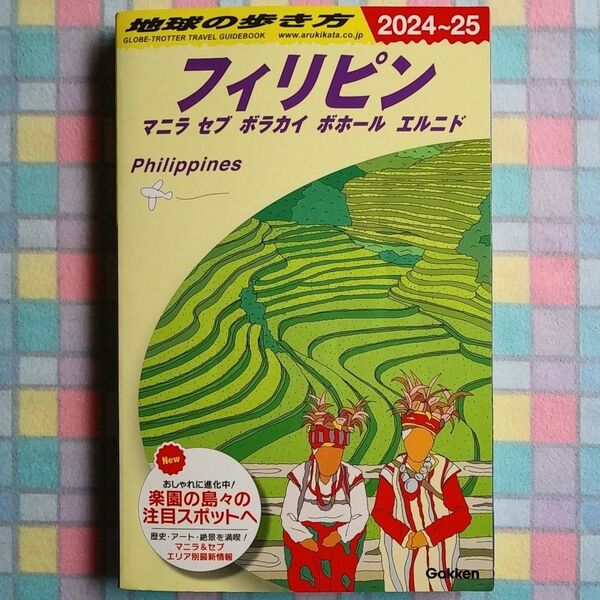 地球の歩き方
GLOBE-TROTTER TRAVEL GUIDEBOOK
www.arukikata.co.jp
2024~25
フィリピン
マニラ セブ ボラカイ ボホール エルニド
Philippines
New
おしゃれに進化中!
楽園の島々の
注目スポットへ
歴史・アート・絶景を満喫!
マニラ&セブ
エリア別最新情報
Gakken